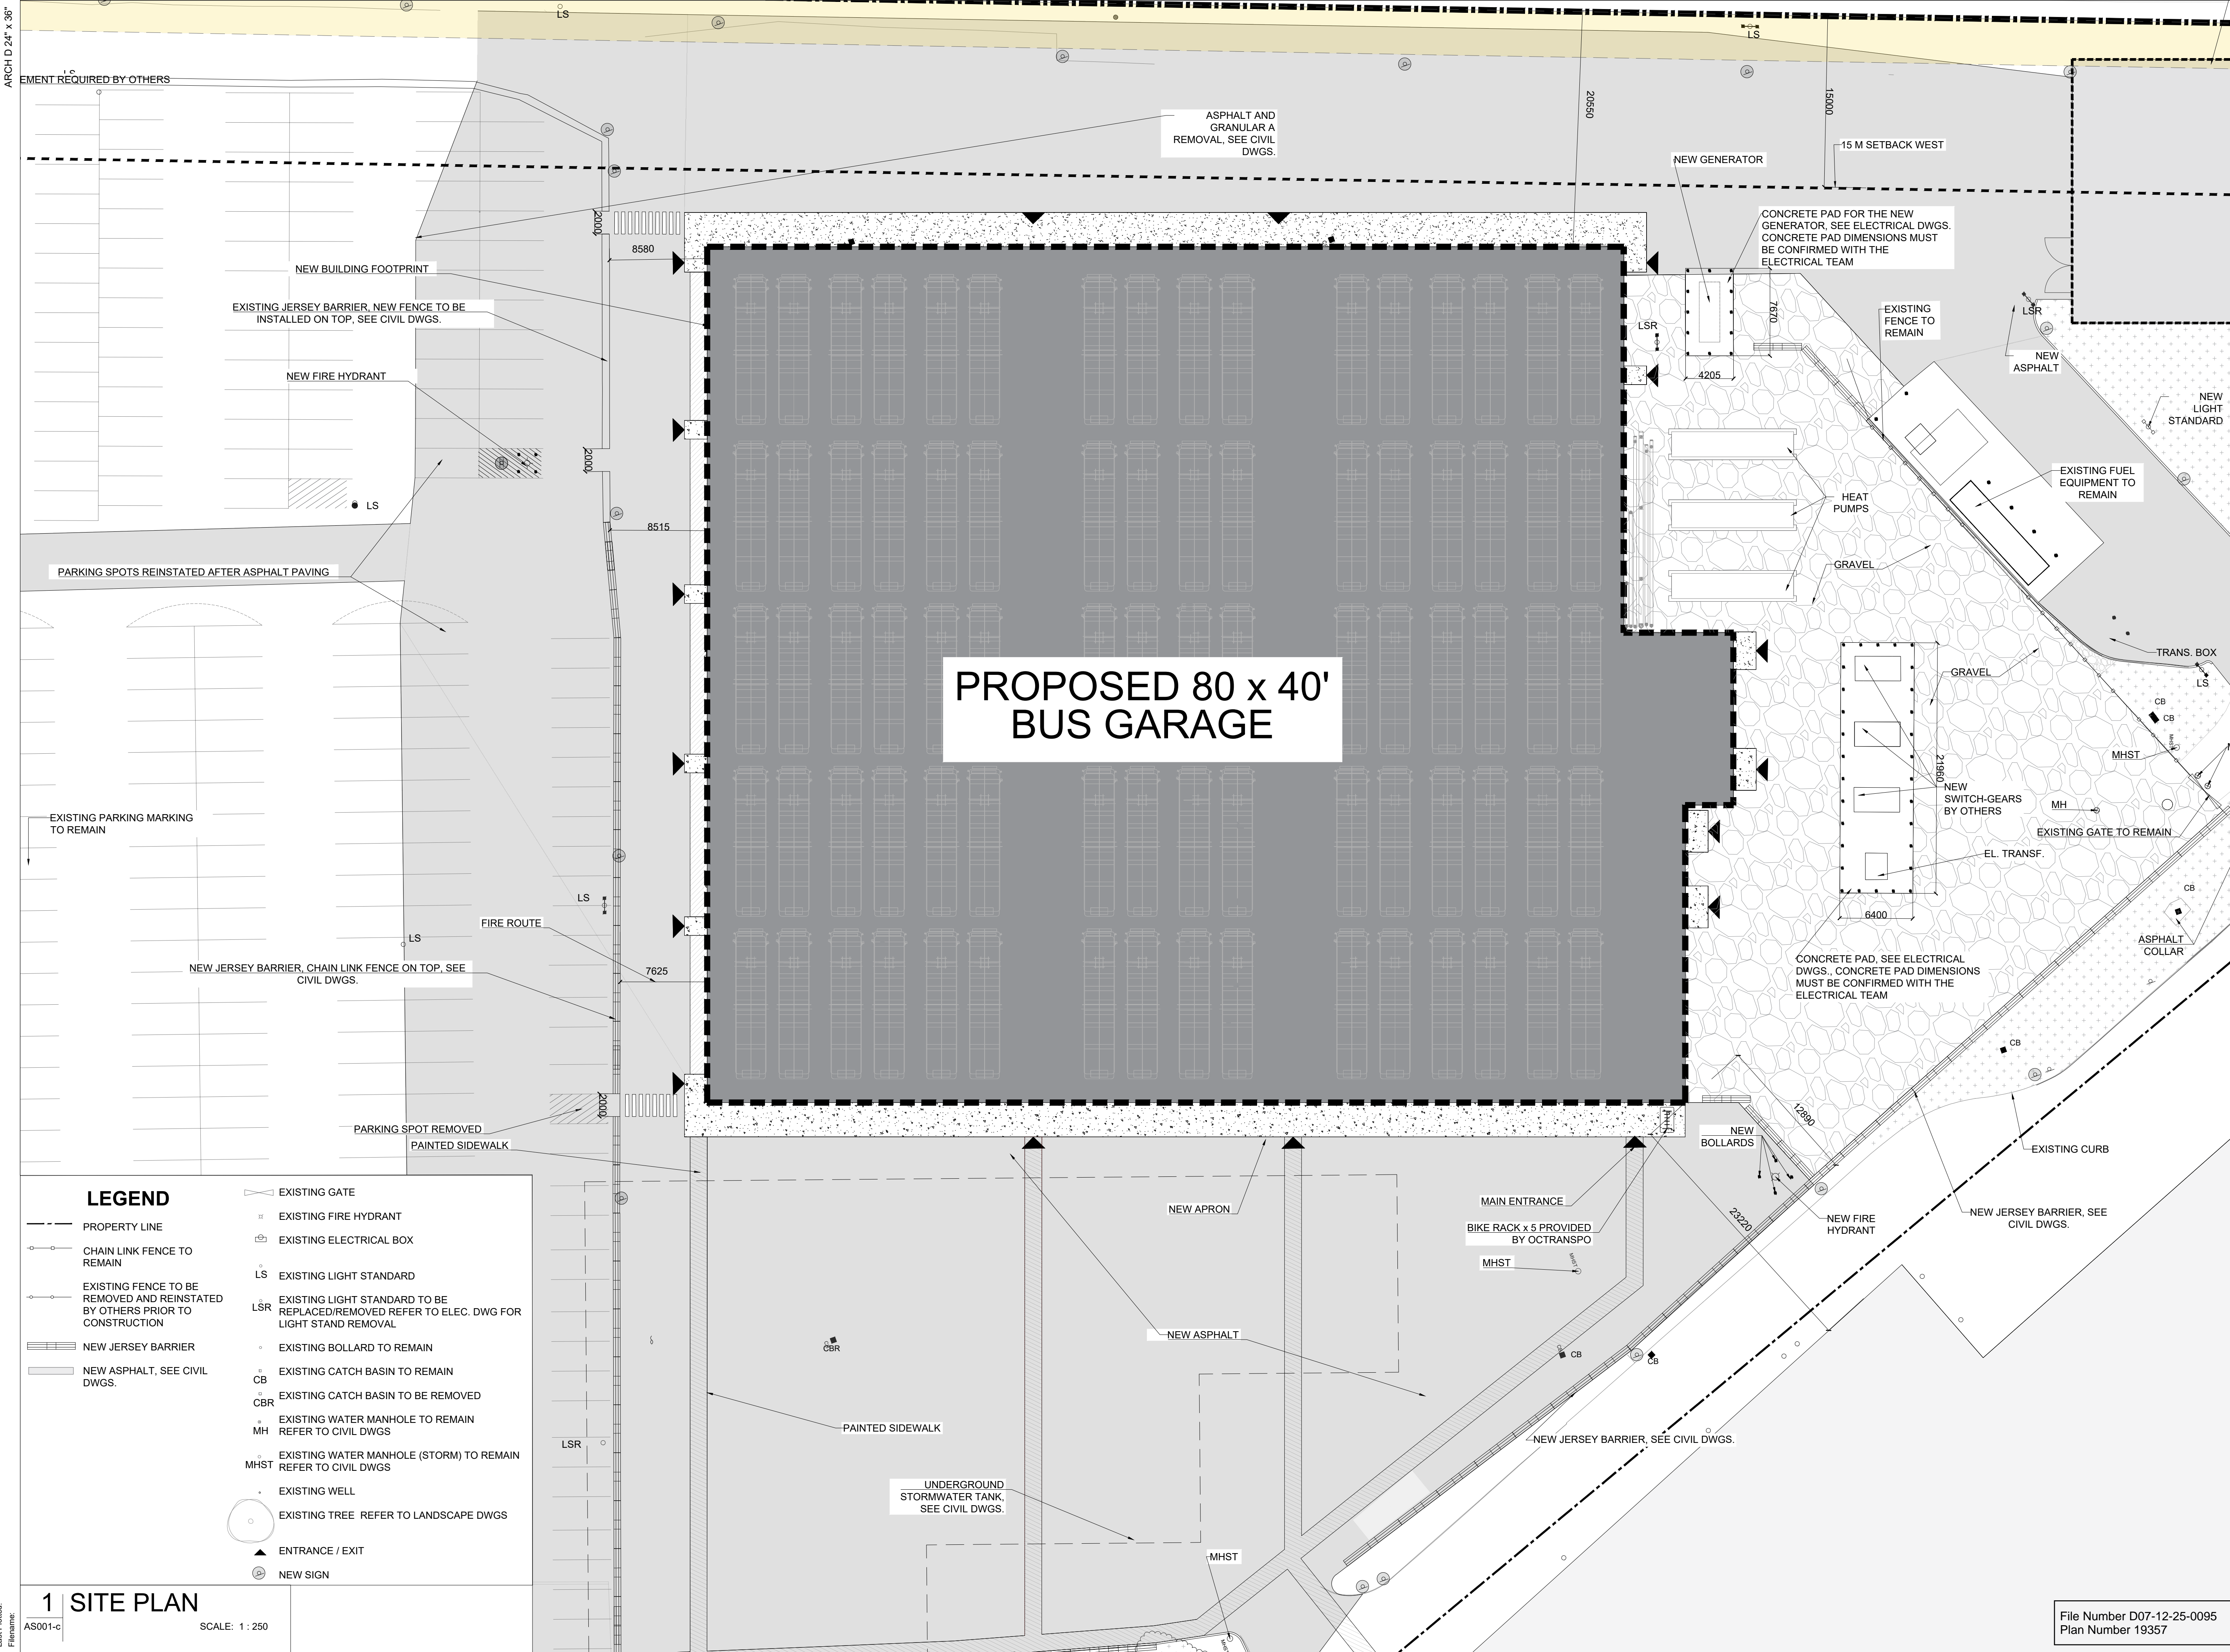 ARCH D 24" x 36"
LS
LS
LS
EMENT REQUIRED BY OTHERS
ASPHALT AND
GRANULAR A
REMOVAL, SEE CIVIL
DWGS.
20550
15000
15 M SETBACK WEST
NEW GENERATOR
CONCRETE PAD FOR THE NEW
GENERATOR, SEE ELECTRICAL DWGS.
CONCRETE PAD DIMENSIONS MUST
BE CONFIRMED WITH THE
ELECTRICAL TEAM
2000
8580
NEW BUILDING FOOTPRINT
EXISTING JERSEY BARRIER, NEW FENCE TO BE
INSTALLED ON TOP, SEE CIVIL DWGS.
NEW FIRE HYDRANT
LSR
7670
4205
EXISTING
FENCE TO
REMAIN
LSR
NEW
ASPHALT
NEW
LIGHT
STANDARD
2000
LS
8515
HEAT
PUMPS
EXISTING FUEL
EQUIPMENT TO
REMAIN
GRAVEL
PARKING SPOTS REINSTATED AFTER ASPHALT PAVING
TRANS. BOX
GRAVEL
LS
PROPOSED 80 x 40'
BUS GARAGE
CB
CB
MHST
MHST
21960
NEW
SWITCH-GEARS
BY OTHERS
MH
EXISTING GATE TO REMAIN
EL. TRANSF.
EXISTING PARKING MARKING
TO REMAIN
LS
CB
6400
FIRE ROUTE
LS
ASPHALT
COLLAR
NEW JERSEY BARRIER, CHAIN LINK FENCE ON TOP, SEE
CIVIL DWGS.
7625
CONCRETE PAD, SEE ELECTRICAL
DWGS., CONCRETE PAD DIMENSIONS
MUST BE CONFIRMED WITH THE
ELECTRICAL TEAM
CB
2000
PARKING SPOT REMOVED
PAINTED SIDEWALK
12890
NEW
BOLLARDS
EXISTING CURB
NEW APRON
MAIN ENTRANCE
BIKE RACK x 5 PROVIDED
BY OCTRANSPO
MHST
MHST
23220
NEW FIRE
HYDRANT
NEW JERSEY BARRIER, SEE
CIVIL DWGS.
CBR
NEW ASPHALT
CB
CB
PAINTED SIDEWALK
NEW JERSEY BARRIER, SEE CIVIL DWGS.
LSR
UNDERGROUND
STORMWATER TANK,
SEE CIVIL DWGS.
MHST
LEGEND
PROPERTY LINE
CHAIN LINK FENCE TO
REMAIN
EXISTING FENCE TO BE
REMOVED AND REINSTATED
BY OTHERS PRIOR TO
CONSTRUCTION
NEW JERSEY BARRIER
NEW ASPHALT, SEE CIVIL
DWGS.
EXISTING GATE
EXISTING FIRE HYDRANT
EXISTING ELECTRICAL BOX
LS EXISTING LIGHT STANDARD
LSR EXISTING LIGHT STANDARD TO BE
REPLACED/REMOVED REFER TO ELEC. DWG FOR
LIGHT STAND REMOVAL
EXISTING BOLLARD TO REMAIN
CB EXISTING CATCH BASIN TO REMAIN
CBR EXISTING CATCH BASIN TO BE REMOVED
MH EXISTING WATER MANHOLE TO REMAIN
REFER TO CIVIL DWGS
MHST EXISTING WATER MANHOLE (STORM) TO REMAIN
REFER TO CIVIL DWGS
EXISTING WELL
EXISTING TREE REFER TO LANDSCAPE DWGS
ENTRANCE / EXIT
NEW SIGN
1 SITE PLAN
AS001-c
SCALE: 1 : 250
Filename:
File Number D07-12-25-0095
Plan Number 19357